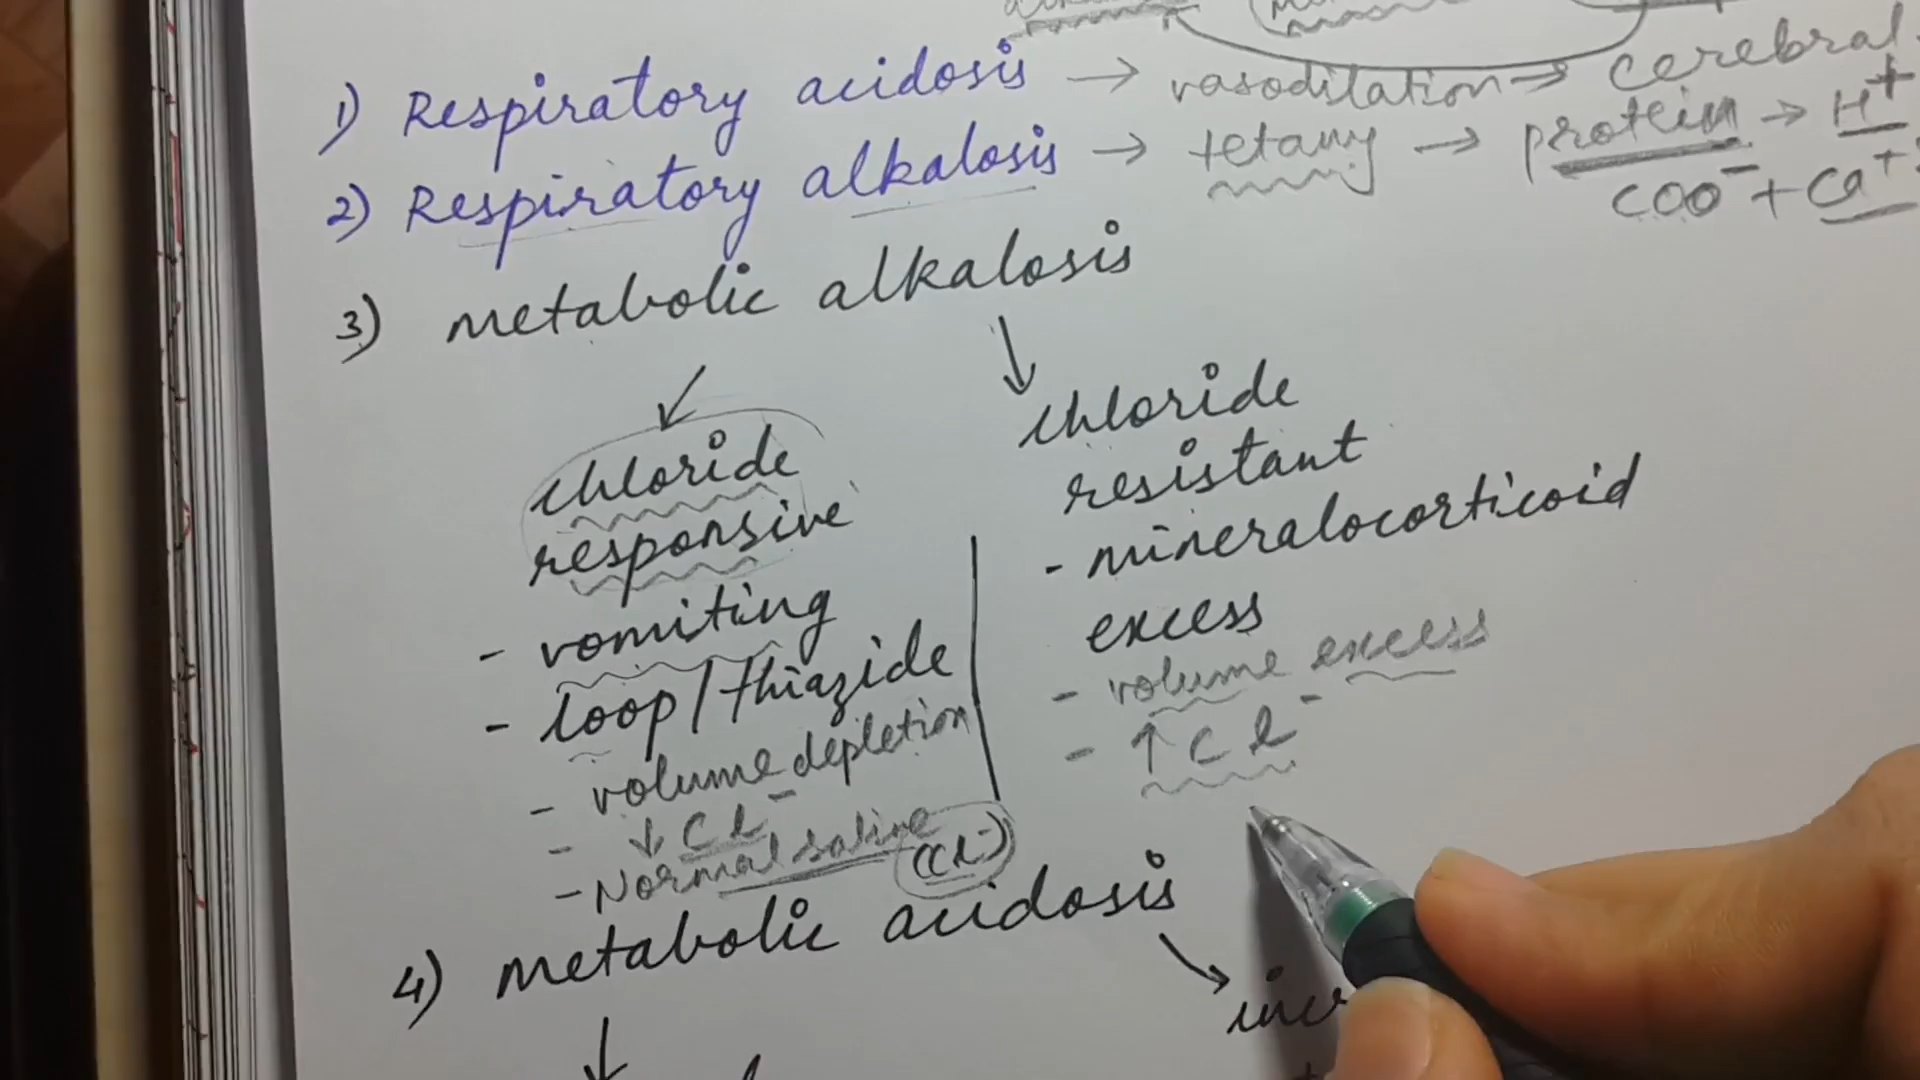 1) Respiratory acidosis → vasodilation → cerebral
2) Respiratory alkalosis → tetany → protein → H+
COO- + Ca+
3) metabolic alkalosis
chloride
responsive
- vomiting
- loop/thiazide
- volume depletion
- ↓ Cl-
- Normal saline
(Cl-)
chloride
resistant
- mineralocorticoid
excess
- volume excess
- ↑ Cl-
4) metabolic acidosis